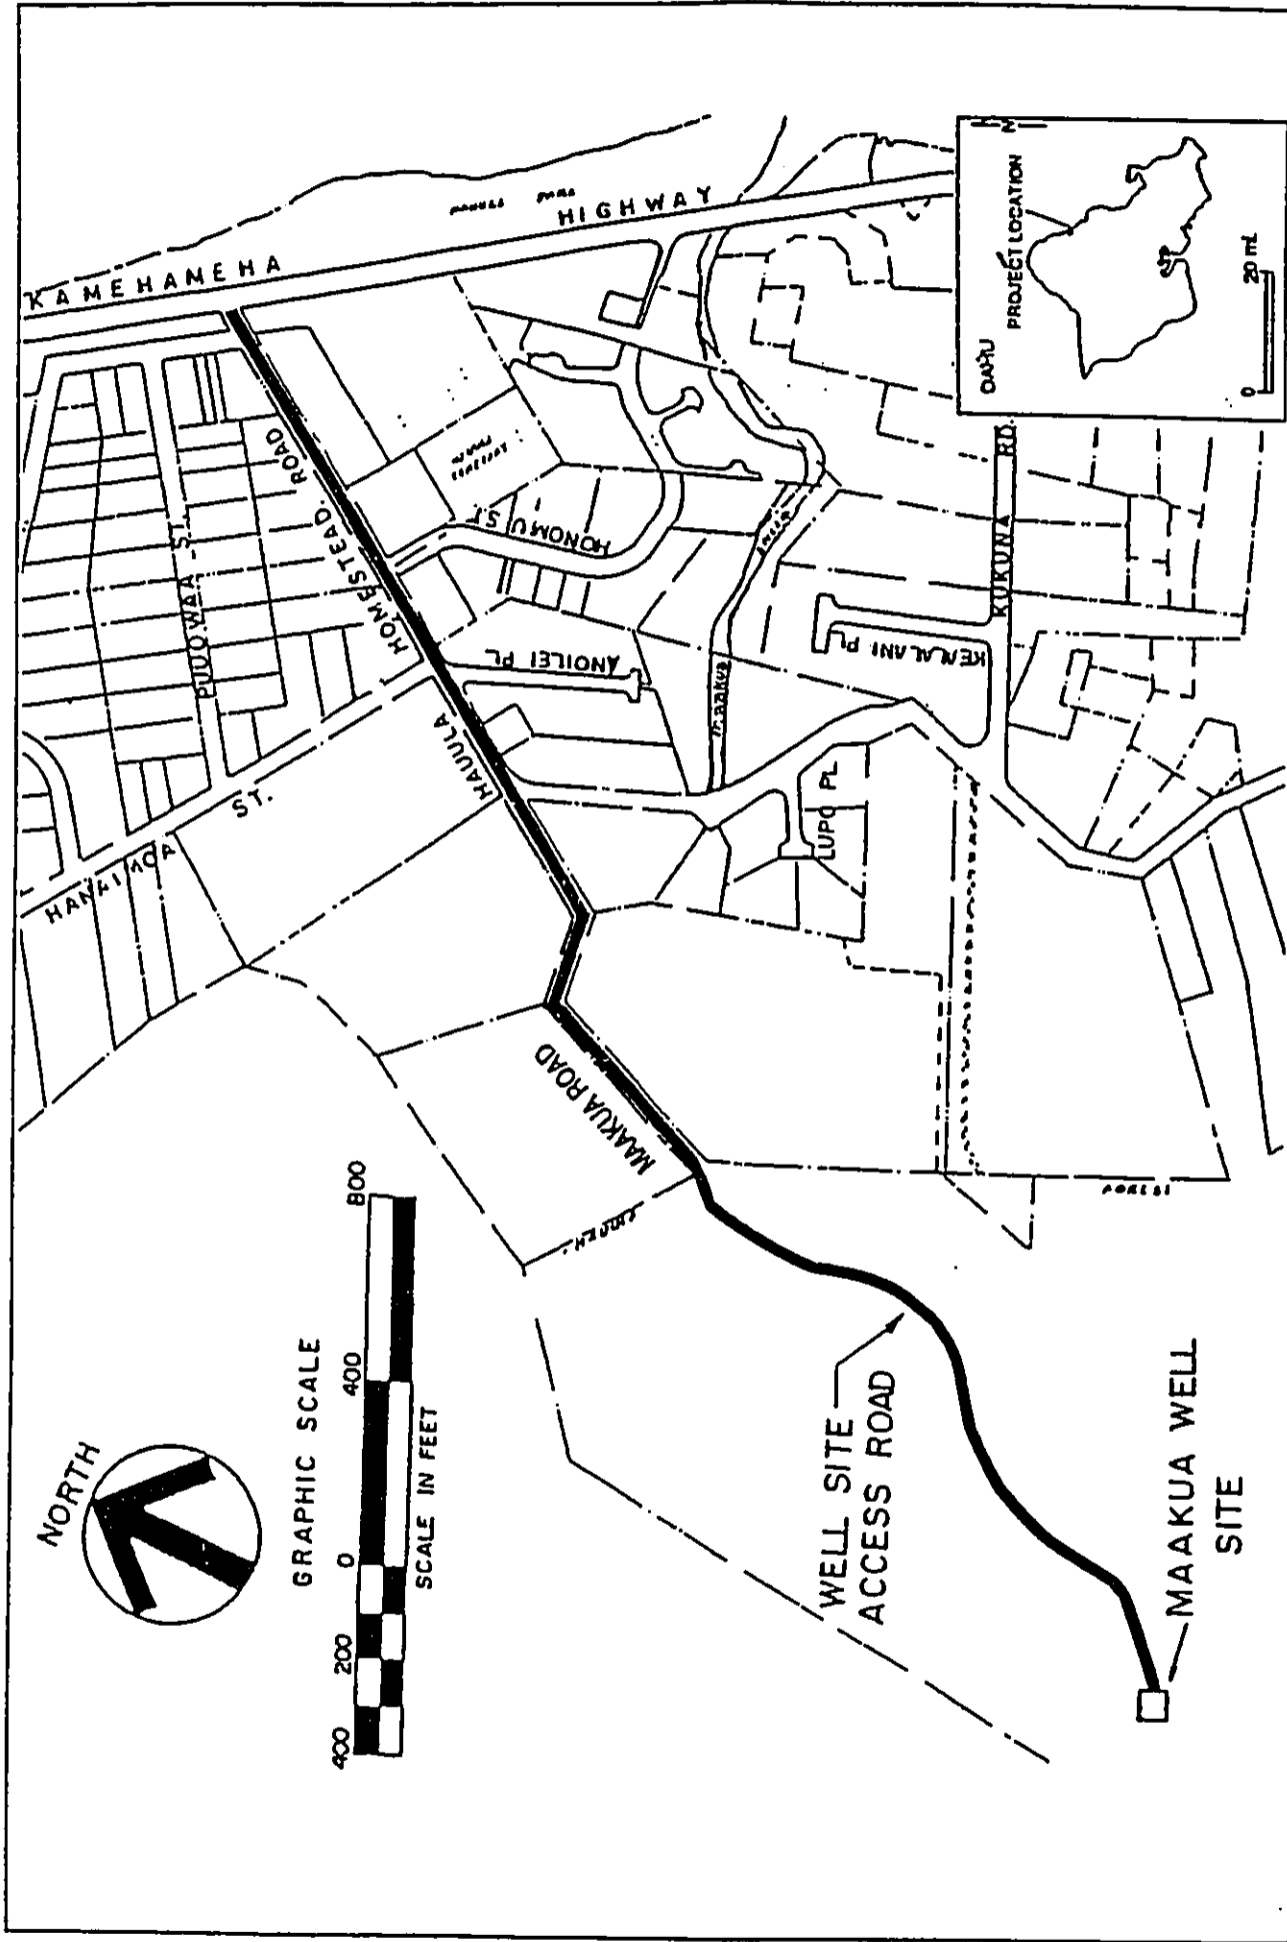 KAMEHAMEHA
HIGHWAY
HOMESTEAD ROAD
HAUULA
PUUOWAA ST.
HANAIMOA
ST.
HONOMU ST.
ANOILEI PL
KUKUNA RD.
LUPO PL
MAAKUA ROAD
NORTH
GRAPHIC SCALE
400 200 0 400 800
SCALE IN FEET
WELL SITE
ACCESS ROAD
MAAKUA WELL
SITE
OAHU
PROJECT LOCATION
N
0 20 mi.